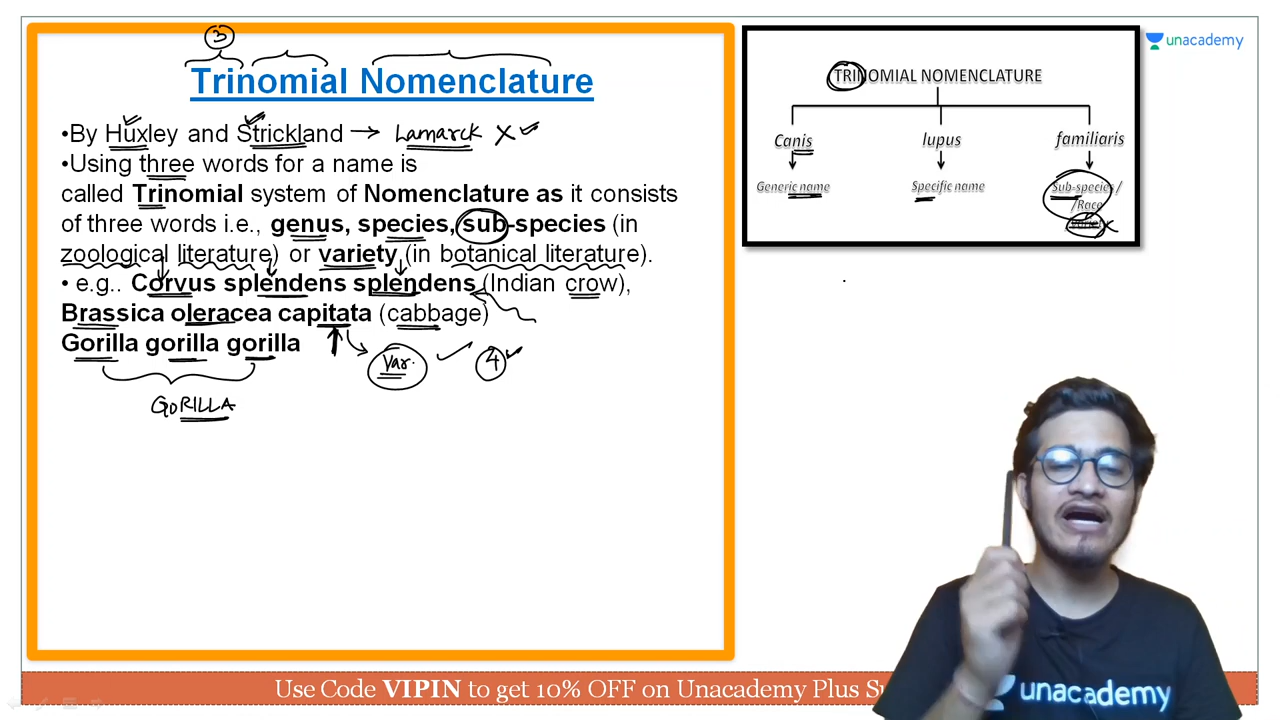 3
Trinomial Nomenclature
•By Huxley and Strickland → Lamarck X
•Using three words for a name is
called Trinomial system of Nomenclature as it consists
of three words i.e., genus, species, sub-species (in
zoological literature) or variety (in botanical literature).
• e.g.. Corvus splendens splendens (Indian crow),
Brassica oleracea capitata (cabbage)
Gorilla gorilla gorilla
Var. 4
GORILLA
TRINOMIAL NOMENCLATURE
Canis lupus familiaris
Generic name Specific name Sub-species/
/Race
unacademy
Use Code VIPIN to get 10% OFF on Unacademy Plus
unacademy